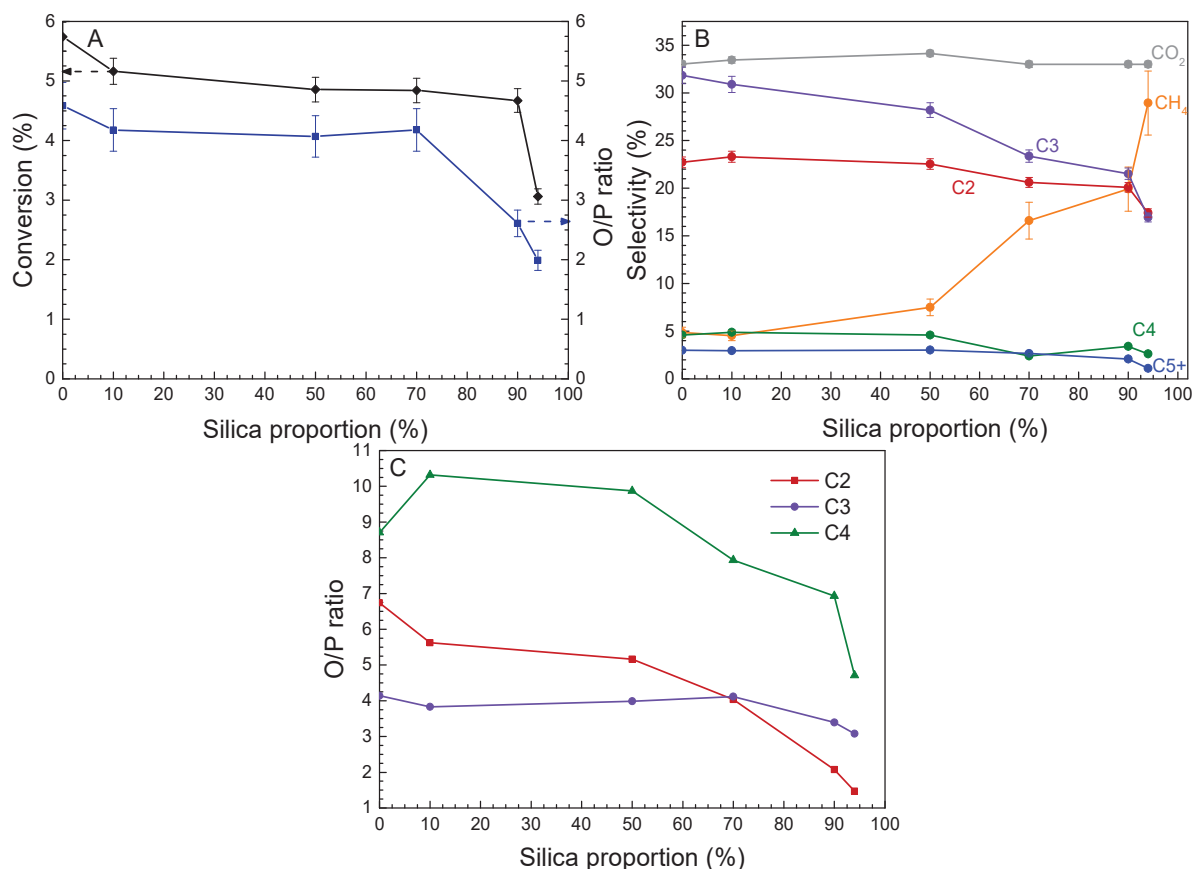 A
Conversion (%)
6
5
4
3
2
1
0
6
5
4
3
2
1
0
O/P ratio
0 10 20 30 40 50 60 70 80 90 100
Silica proportion (%)
B
Selectivity (%)
35
30
25
20
15
10
5
0
CO2
CH4
C3
C2
C4
C5+
0 10 20 30 40 50 60 70 80 90 100
Silica proportion (%)
C
O/P ratio
11
10
9
8
7
6
5
4
3
2
1
C2
C3
C4
0 10 20 30 40 50 60 70 80 90 100
Silica proportion (%)